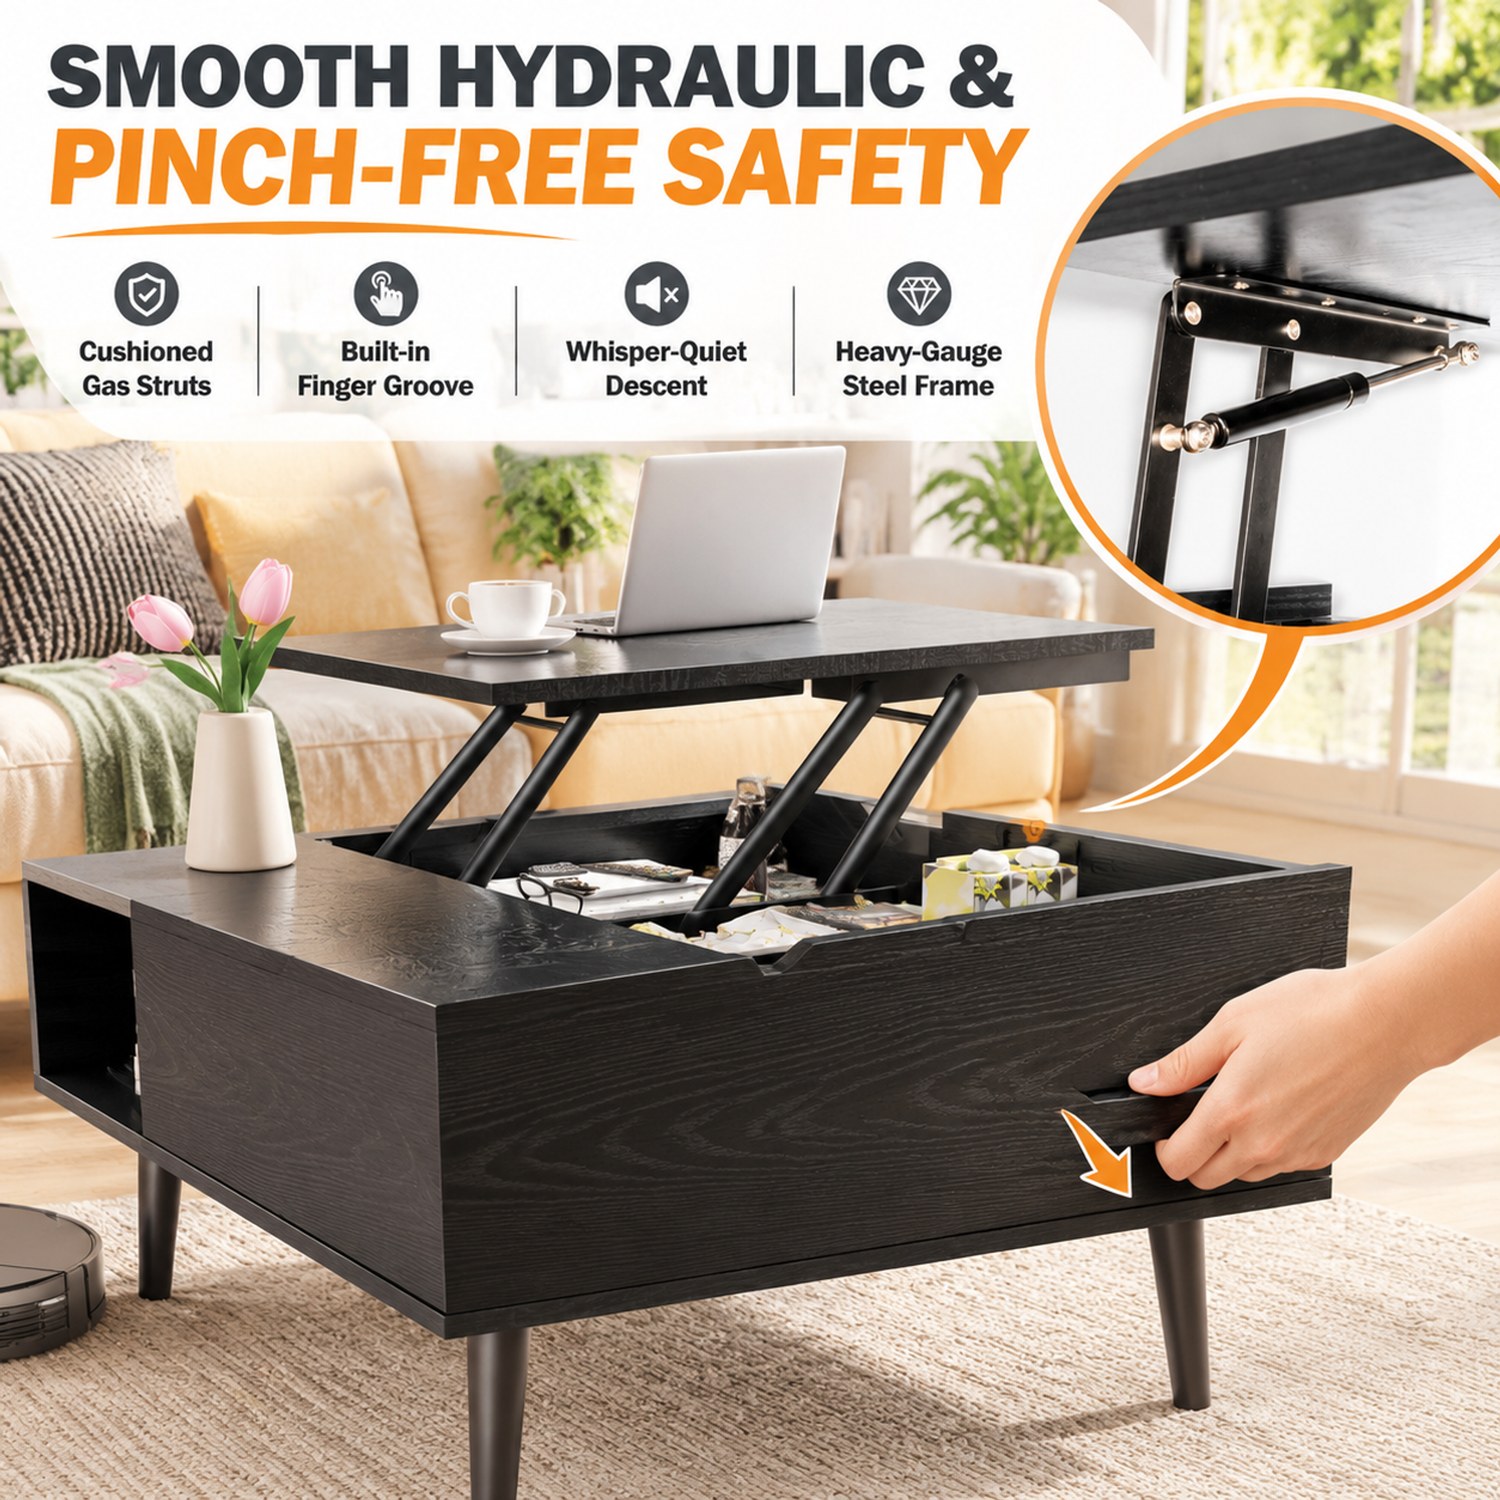 SMOOTH HYDRAULIC &
PINCH-FREE SAFETY
Cushioned
Gas Struts
Built-in
Finger Groove
Whisper-Quiet
Descent
Heavy-Gauge
Steel Frame